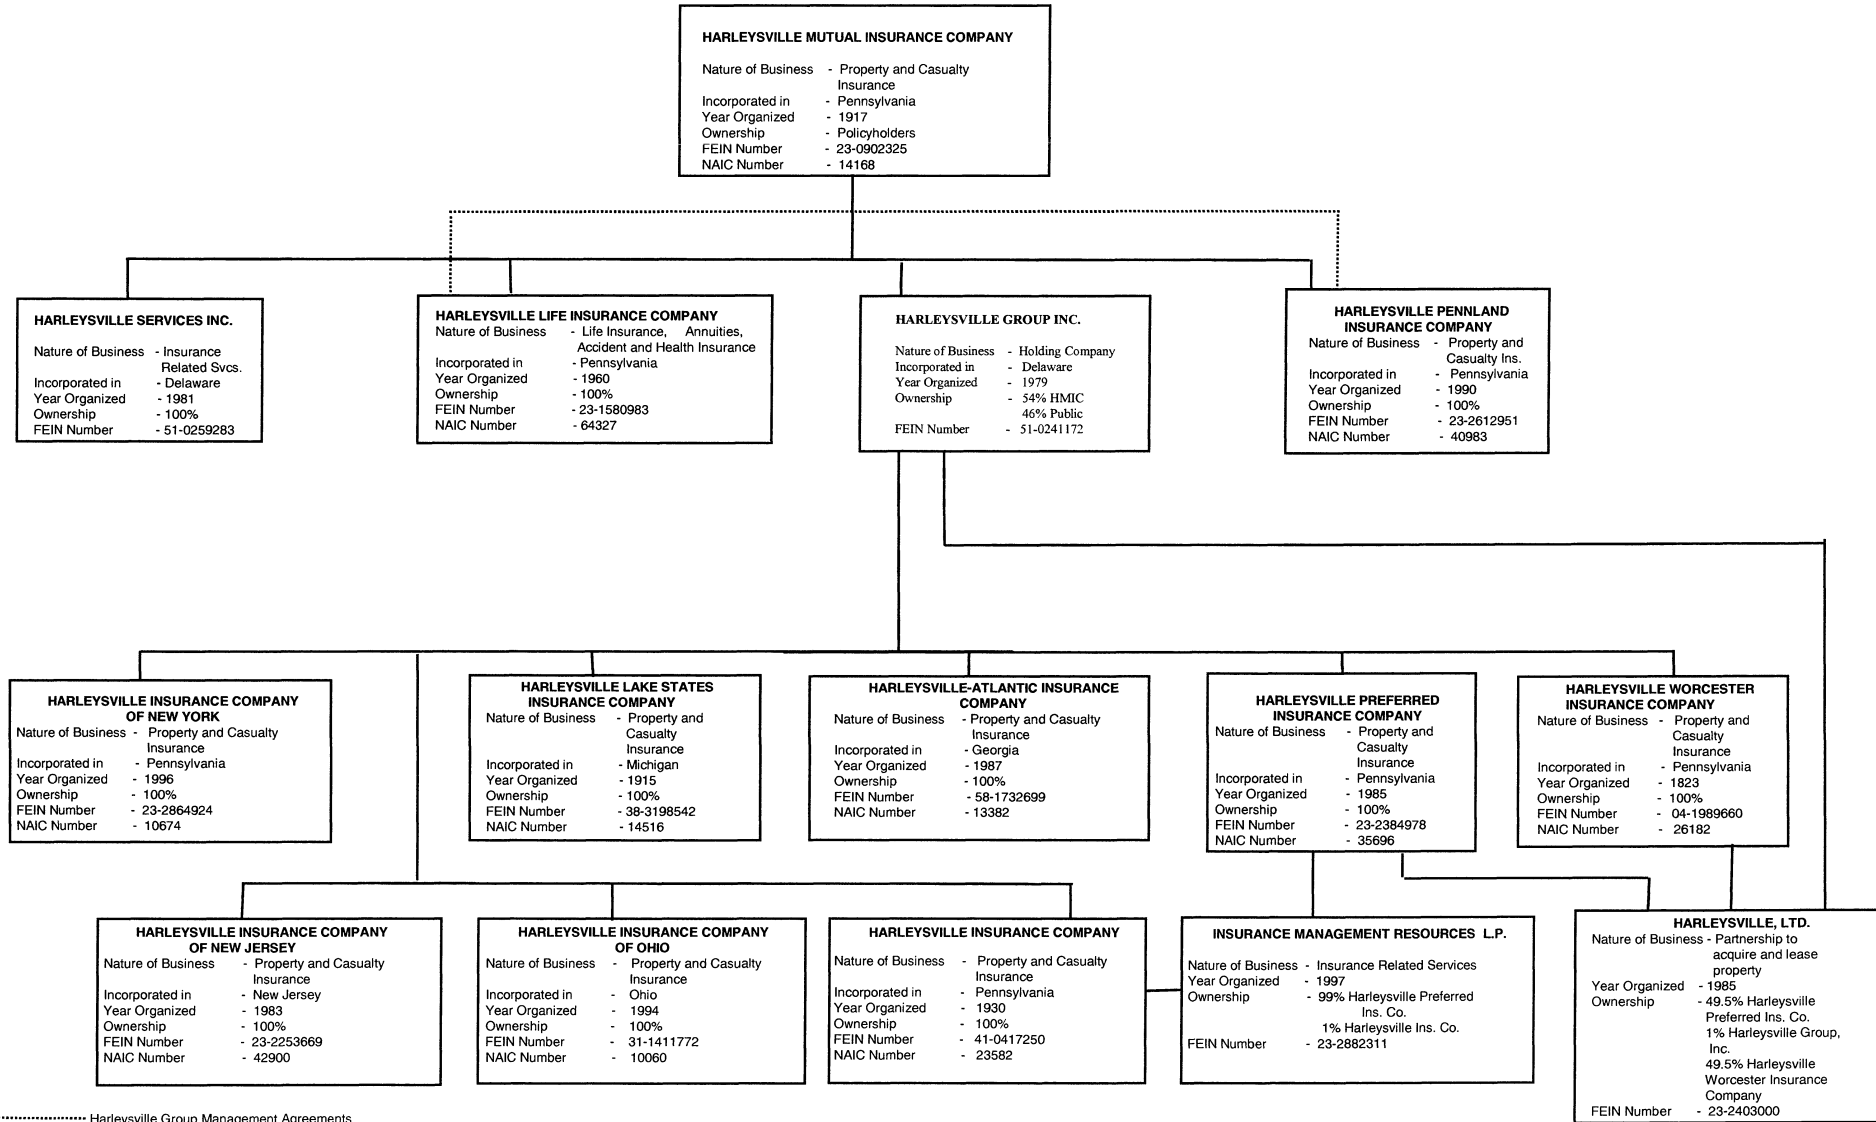 HARLEYSVILLE MUTUAL INSURANCE COMPANY
Nature of Business - Property and Casualty
Insurance
Incorporated in - Pennsylvania
Year Organized - 1917
Ownership - Policyholders
FEIN Number - 23-0902325
NAIC Number - 14168
HARLEYSVILLE SERVICES INC.
Nature of Business - Insurance
Related Svcs.
Incorporated in - Delaware
Year Organized - 1981
Ownership - 100%
FEIN Number - 51-0259283
HARLEYSVILLE LIFE INSURANCE COMPANY
Nature of Business - Life Insurance, Annuities,
Accident and Health Insurance
Incorporated in - Pennsylvania
Year Organized - 1960
Ownership - 100%
FEIN Number - 23-1580983
NAIC Number - 64327
HARLEYSVILLE GROUP INC.
Nature of Business - Holding Company
Incorporated in - Delaware
Year Organized - 1979
Ownership - 54% HMIC
46% Public
FEIN Number - 51-0241172
HARLEYSVILLE PENNLAND
INSURANCE COMPANY
Nature of Business - Property and
Casualty Ins.
Incorporated in - Pennsylvania
Year Organized - 1990
Ownership - 100%
FEIN Number - 23-2612951
NAIC Number - 40983
HARLEYSVILLE INSURANCE COMPANY
OF NEW YORK
Nature of Business - Property and Casualty
Insurance
Incorporated in - Pennsylvania
Year Organized - 1996
Ownership - 100%
FEIN Number - 23-2864924
NAIC Number - 10674
HARLEYSVILLE LAKE STATES
INSURANCE COMPANY
Nature of Business - Property and
Casualty
Insurance
Incorporated in - Michigan
Year Organized - 1915
Ownership - 100%
FEIN Number - 38-3198542
NAIC Number - 14516
HARLEYSVILLE-ATLANTIC INSURANCE
COMPANY
Nature of Business - Property and Casualty
Insurance
Incorporated in - Georgia
Year Organized - 1987
Ownership - 100%
FEIN Number - 58-1732699
NAIC Number - 13382
HARLEYSVILLE PREFERRED
INSURANCE COMPANY
Nature of Business - Property and
Casualty
Insurance
Incorporated in - Pennsylvania
Year Organized - 1985
Ownership - 100%
FEIN Number - 23-2384978
NAIC Number - 35696
HARLEYSVILLE WORCESTER
INSURANCE COMPANY
Nature of Business - Property and
Casualty
Insurance
Incorporated in - Pennsylvania
Year Organized - 1823
Ownership - 100%
FEIN Number - 04-1989660
NAIC Number - 26182
HARLEYSVILLE INSURANCE COMPANY
OF NEW JERSEY
Nature of Business - Property and Casualty
Insurance
Incorporated in - New Jersey
Year Organized - 1983
Ownership - 100%
FEIN Number - 23-2253669
NAIC Number - 42900
HARLEYSVILLE INSURANCE COMPANY
OF OHIO
Nature of Business - Property and Casualty
Insurance
Incorporated in - Ohio
Year Organized - 1994
Ownership - 100%
FEIN Number - 31-1411772
NAIC Number - 10060
HARLEYSVILLE INSURANCE COMPANY
Nature of Business - Property and Casualty
Insurance
Incorporated in - Pennsylvania
Year Organized - 1930
Ownership - 100%
FEIN Number - 41-0417250
NAIC Number - 23582
INSURANCE MANAGEMENT RESOURCES L.P.
Nature of Business - Insurance Related Services
Year Organized - 1997
Ownership - 99% Harleysville Preferred
Ins. Co.
1% Harleysville Ins. Co.
FEIN Number - 23-2882311
HARLEYSVILLE, LTD.
Nature of Business - Partnership to
acquire and lease
property
Year Organized - 1985
Ownership - 49.5% Harleysville
Preferred Ins. Co.
1% Harleysville Group,
Inc.
49.5% Harleysville
Worcester Insurance
Company
FEIN Number - 23-2403000
Harleysville Group Management Agreements